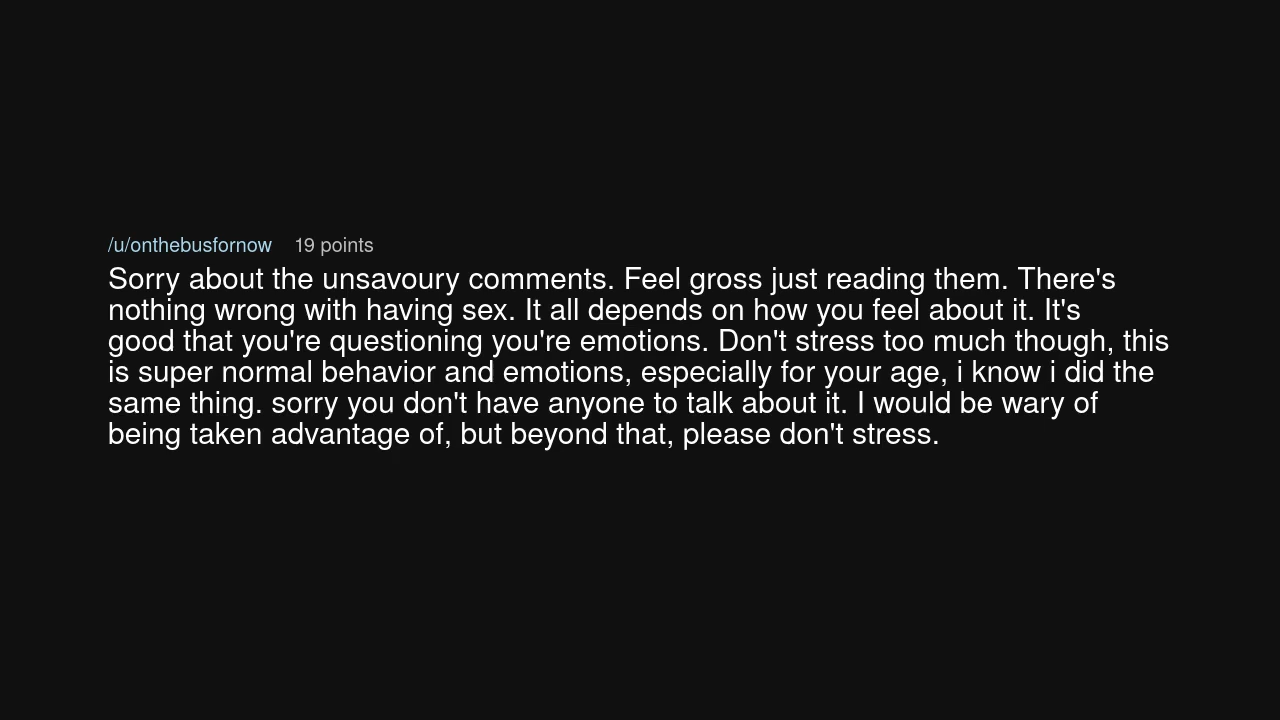 /u/onthebusfornow 19 points
Sorry about the unsavoury comments. Feel gross just reading them. There's
nothing wrong with having sex. It all depends on how you feel about it. It's
good that you're questioning you're emotions. Don't stress too much though, this
is super normal behavior and emotions, especially for your age, i know i did the
same thing. sorry you don't have anyone to talk about it. I would be wary of
being taken advantage of, but beyond that, please don't stress.